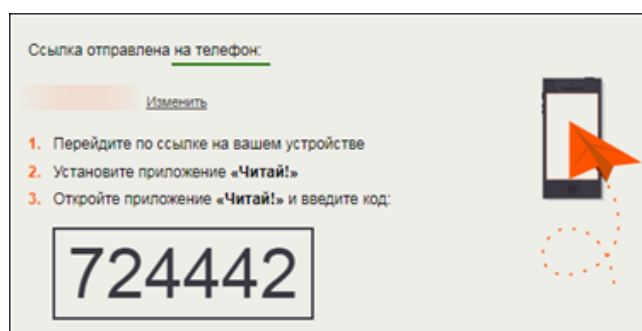 Ссылка отправлена на телефон:
Изменить
1. Перейдите по ссылке на вашем устройстве
2. Установите приложение «Читай!»
3. Откройте приложение «Читай!» и введите код:
724442